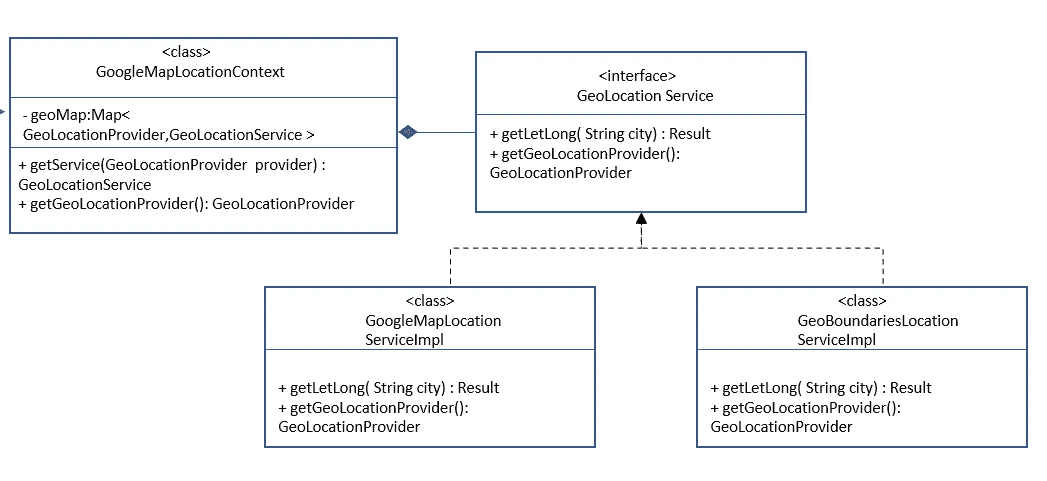 <class>
GoogleMapLocationContext
- geoMap:Map<
GeoLocationProvider,GeoLocationService >
+ getService(GeoLocationProvider provider) :
GeoLocationService
+ getGeoLocationProvider(): GeoLocationProvider
<interface>
GeoLocation Service
+ getLetLong( String city) : Result
+ getGeoLocationProvider():
GeoLocationProvider
<class>
GoogleMapLocation
ServiceImpl
+ getLetLong( String city) : Result
+ getGeoLocationProvider():
GeoLocationProvider
<class>
GeoBoundariesLocation
ServiceImpl
+ getLetLong( String city) : Result
+ getGeoLocationProvider():
GeoLocationProvider